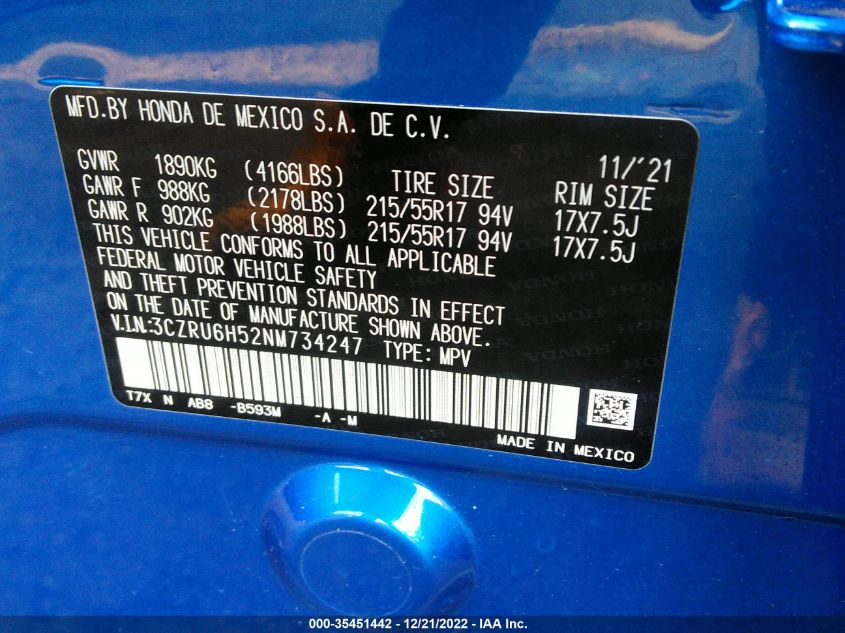 MFD.BY HONDA DE MEXICO S.A. DE C.V.
11/'21
GVWR 1890KG (4166LBS) TIRE SIZE RIM SIZE
GAWR F 988KG (2178LBS) 215/55R17 94V 17X7.5J
GAWR R 902KG (1988LBS) 215/55R17 94V 17X7.5J
THIS VEHICLE CONFORMS TO ALL APPLICABLE
FEDERAL MOTOR VEHICLE SAFETY
AND THEFT PREVENTION STANDARDS IN EFFECT
ON THE DATE OF MANUFACTURE SHOWN ABOVE.
V.I.N.:3CZRU6H52NM734247 TYPE: MPV
T7X N AB8 -B593M -A -M
MADE IN MEXICO
000-35451442 - 12/21/2022 - IAA Inc.